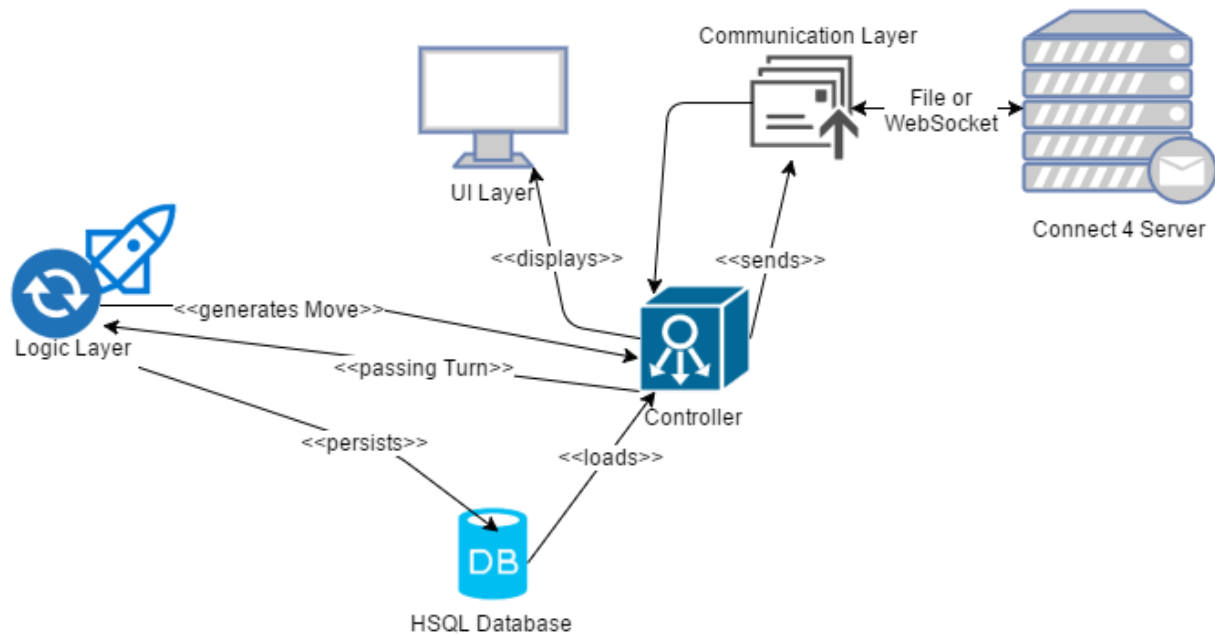 Communication Layer
File or
WebSocket
UI Layer
Connect 4 Server
<<displays>>
<<sends>>
<<generates Move>>
Logic Layer
<<passing Turn>>
Controller
<<persists>>
<<loads>>
DB
HSQL Database